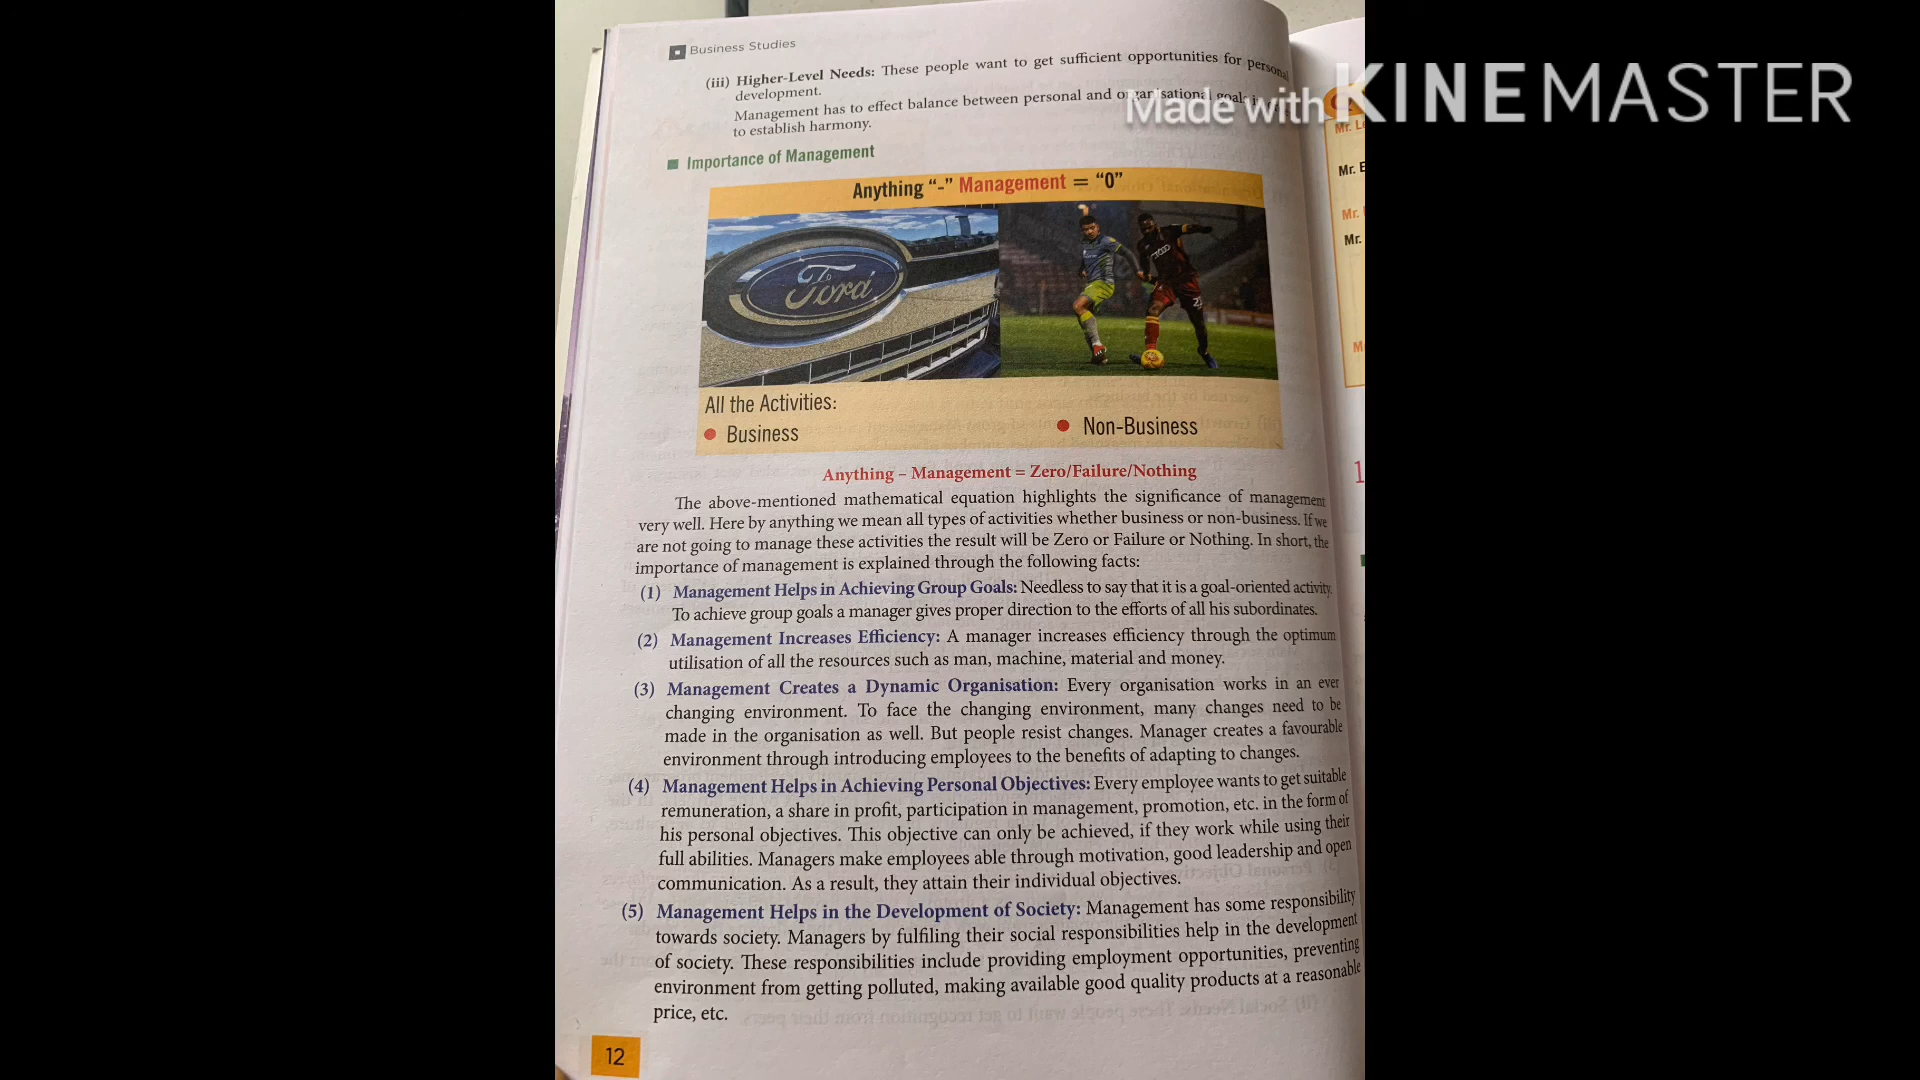 Business Studies
(iii) Higher-Level Needs: These people want to get sufficient opportunities for personal
development.
Management has to effect balance between personal and organisational goals
to establish harmony.
Made with KINEMASTER
Importance of Management
Anything “-” Management = “0”
Ford
All the Activities:
Business
Non-Business
Anything – Management = Zero/Failure/Nothing
The above-mentioned mathematical equation highlights the significance of management
very well. Here by anything we mean all types of activities whether business or non-business. If we
are not going to manage these activities the result will be Zero or Failure or Nothing. In short, the
importance of management is explained through the following facts:
(1) Management Helps in Achieving Group Goals: Needless to say that it is a goal-oriented activity.
To achieve group goals a manager gives proper direction to the efforts of all his subordinates.
(2) Management Increases Efficiency: A manager increases efficiency through the optimum
utilisation of all the resources such as man, machine, material and money.
(3) Management Creates a Dynamic Organisation: Every organisation works in an ever
changing environment. To face the changing environment, many changes need to be
made in the organisation as well. But people resist changes. Manager creates a favourable
environment through introducing employees to the benefits of adapting to changes.
(4) Management Helps in Achieving Personal Objectives: Every employee wants to get suitable
remuneration, a share in profit, participation in management, promotion, etc. in the form of
his personal objectives. This objective can only be achieved, if they work while using their
full abilities. Managers make employees able through motivation, good leadership and open
communication. As a result, they attain their individual objectives.
(5) Management Helps in the Development of Society: Management has some responsibility
towards society. Managers by fulfiling their social responsibilities help in the development
of society. These responsibilities include providing employment opportunities, preventing
environment from getting polluted, making available good quality products at a reasonable
price, etc.
12
Mr.
Mr. E
Mr.
Mr.